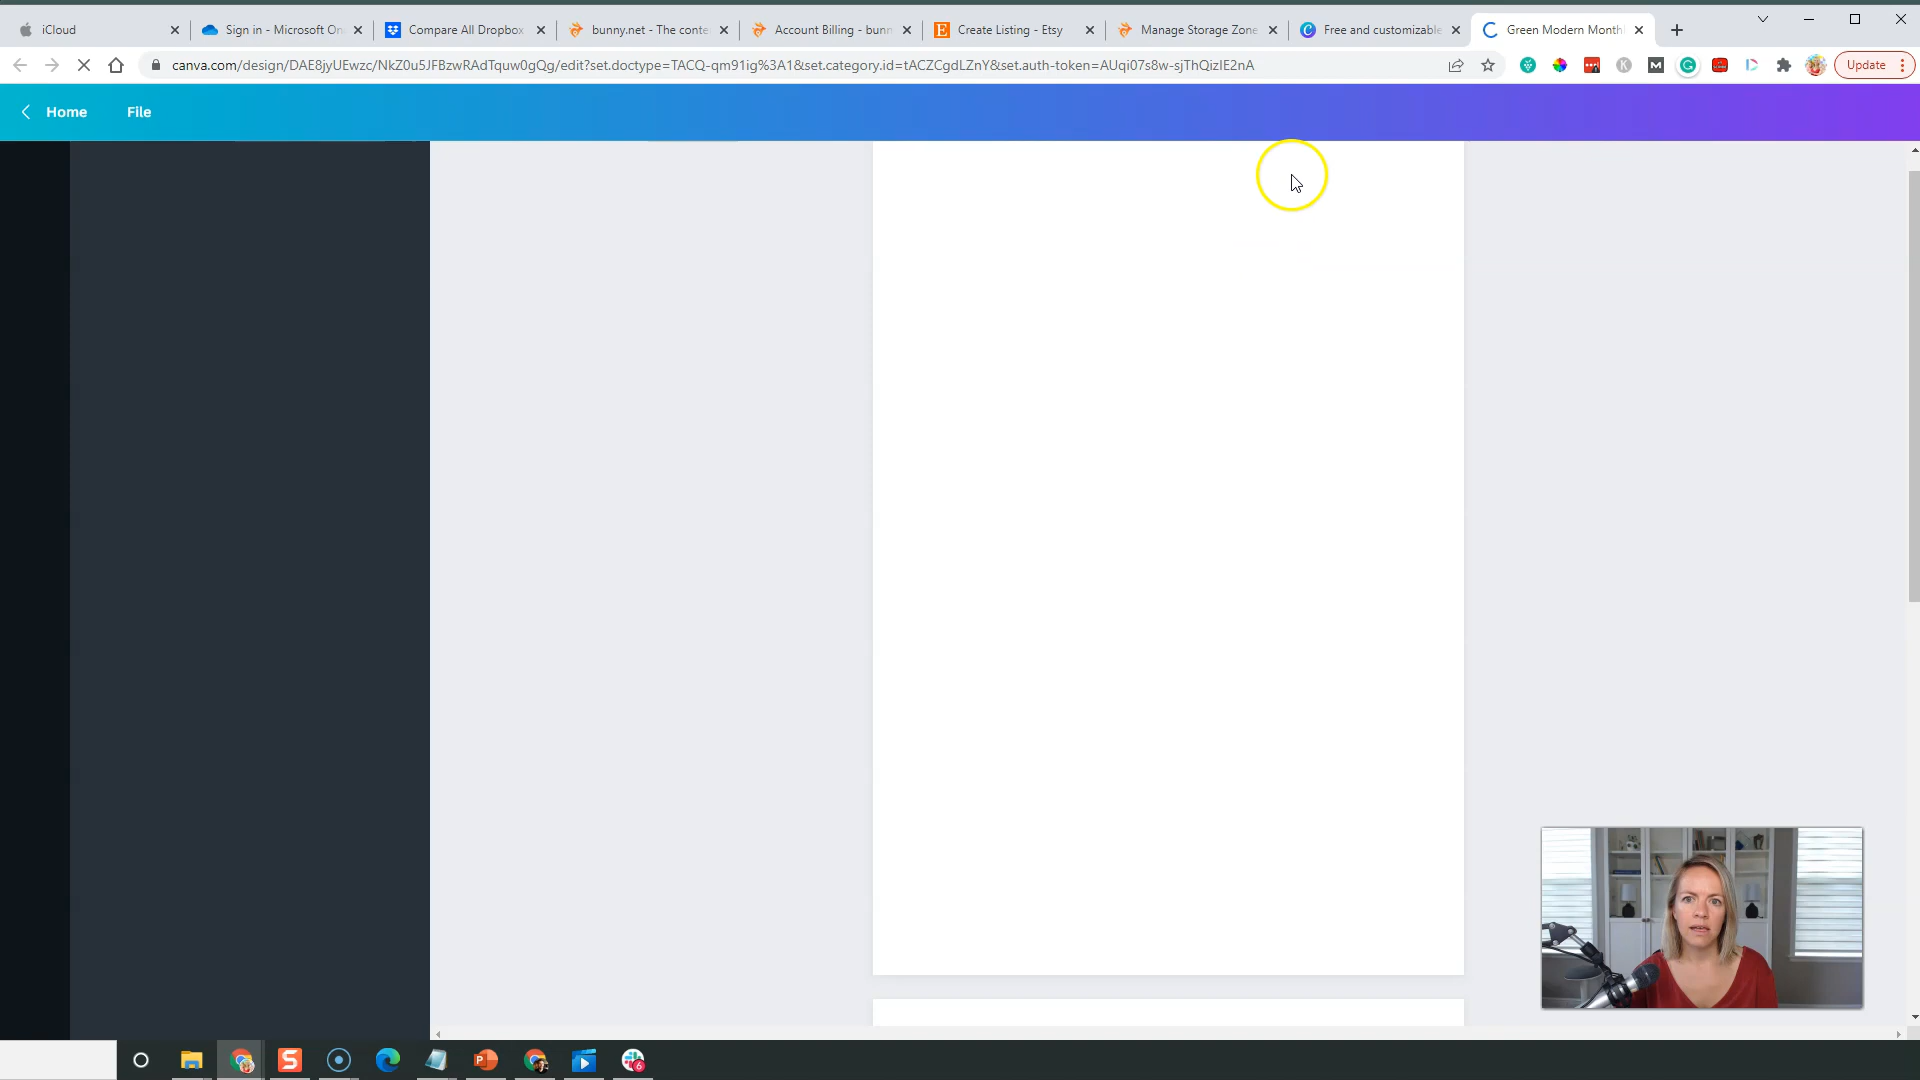 iCloud
Sign in - Microsoft On
Compare All Dropbox
bunny.net - The conte
Account Billing - bunn
Create Listing - Etsy
Manage Storage Zone
Free and customizable
Green Modern Month
canva.com/design/DAE8jyUEwzc/NkZ0u5JFBzwRAdTquw0gQg/edit?set.doctype=TACQ-qm91ig%3A1&set.category.id=tACZCgdLZnY&set.auth-token=AUqi07s8w-sjThQizIE2nA
Update
Home
File